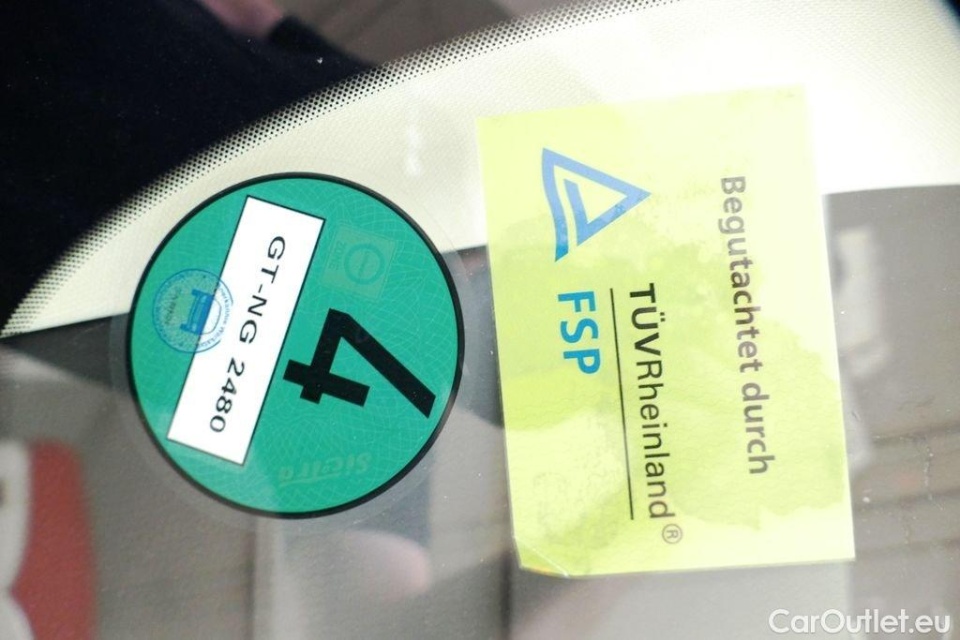 4
GT-NG 2480
Begutachtet durch
TÜVRheinland®
FSP
CarOutlet.eu